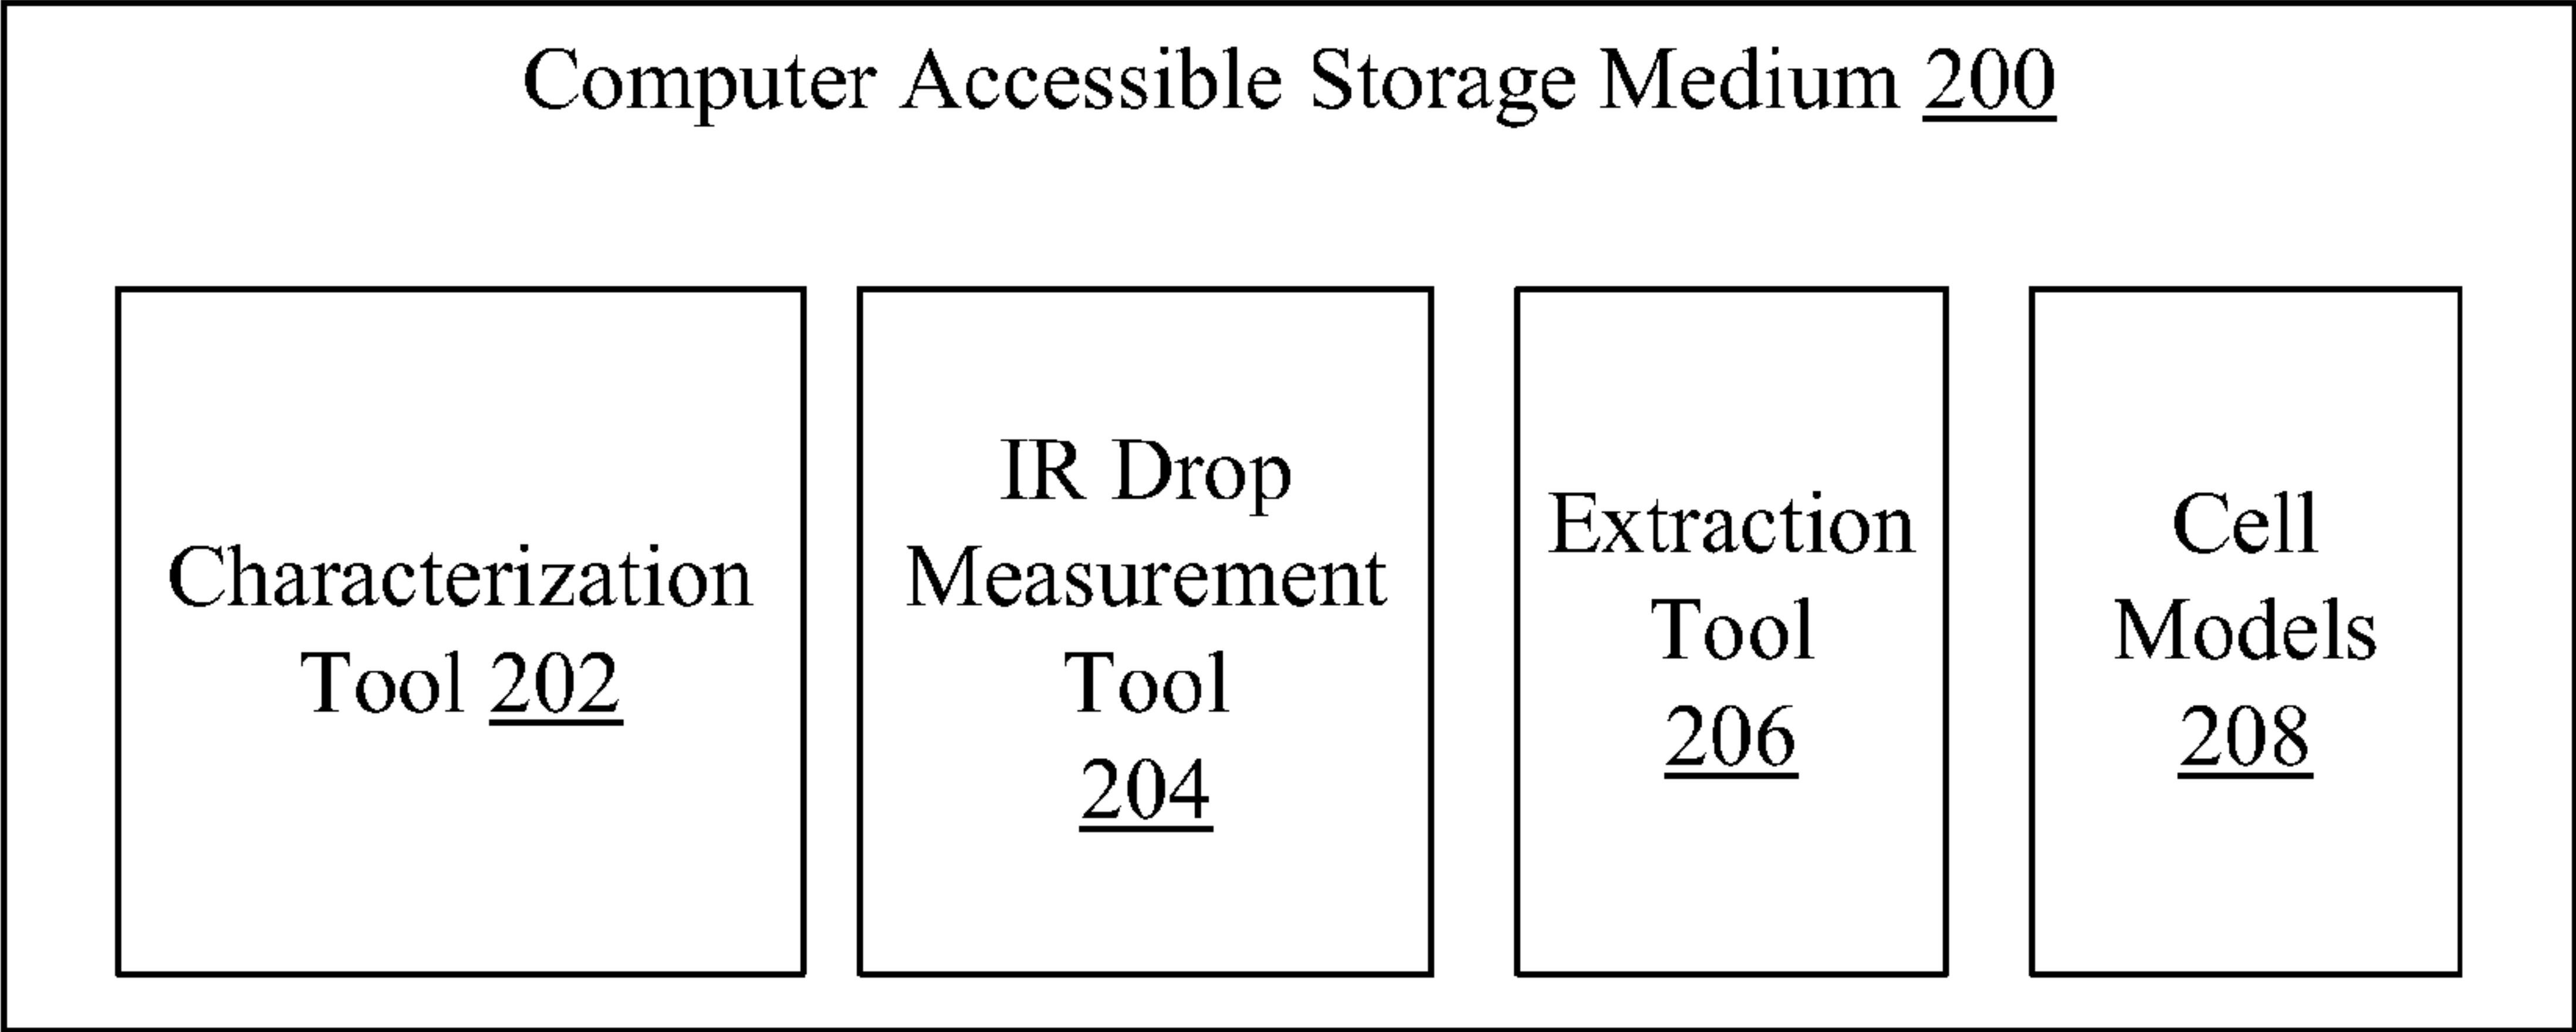 Computer Accessible Storage Medium 200
Characterization
Tool 202
IR Drop
Measurement
Tool
204
Extraction
Tool
206
Cell
Models
208